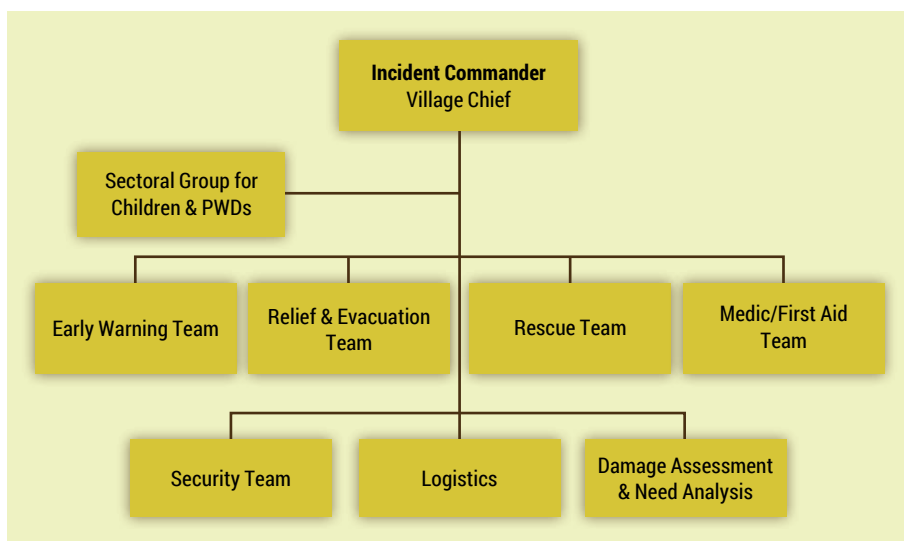 Incident Commander
Village Chief
Sectoral Group for
Children & PWDs
Early Warning Team
Relief & Evacuation
Team
Rescue Team
Medic/First Aid
Team
Security Team
Logistics
Damage Assessment
& Need Analysis